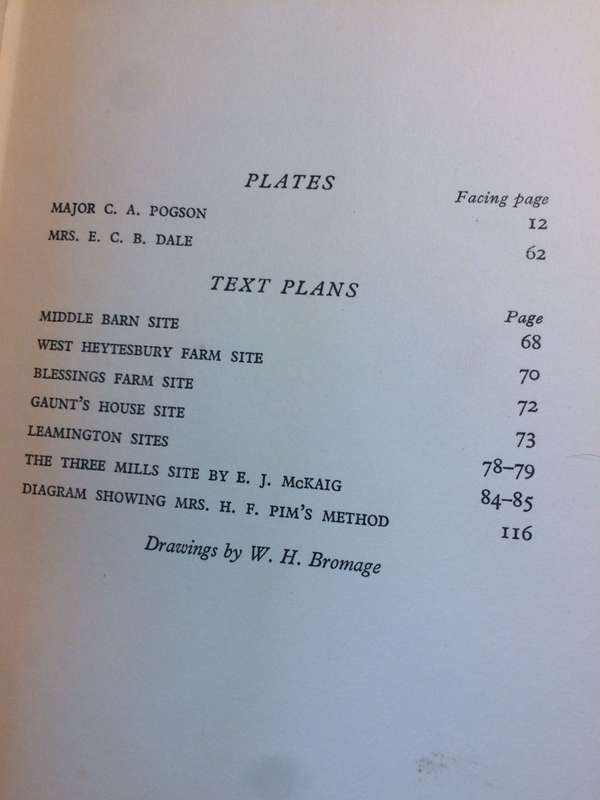 PLATES
Facing page
MAJOR C. A. POGSON 12
MRS. E. C. B. DALE 62
TEXT PLANS
Page
MIDDLE BARN SITE 68
WEST HEYTESBURY FARM SITE 70
BLESSINGS FARM SITE 72
GAUNT'S HOUSE SITE 73
LEAMINGTON SITES 78–79
THE THREE MILLS SITE BY E. J. McKAIG 84–85
DIAGRAM SHOWING MRS. H. F. PIM'S METHOD 116
Drawings by W. H. Bromage